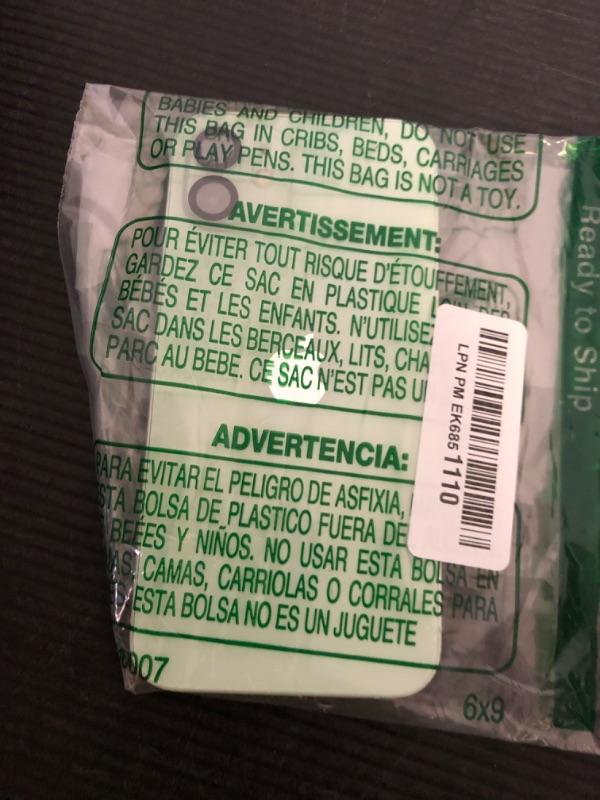 BABIES AND CHILDREN, DO NOT USE
THIS BAG IN CRIBS, BEDS, CARRIAGES
OR PLAY PENS. THIS BAG IS NOT A TOY.
AVERTISSEMENT:
POUR ÉVITER TOUT RISQUE D'ÉTOUFFEMENT,
GARDEZ CE SAC EN PLASTIQUE DES
BÉBÉS ET LES ENFANTS. N'UTILISEZ
SAC DANS LES BERCEAUX, LITS, CHA
PARC AU BEBE. CE SAC N'EST PAS U
ADVERTENCIA:
PARA EVITAR EL PELIGRO DE ASFIXIA,
STA BOLSA DE PLASTICO FUERA DE
BEBES Y NIÑOS. NO USAR ESTA BOLSA EN
AS, CAMAS, CARRIOLAS O CORRALES PARA
ESTA BOLSA NO ES UN JUGUETE
007
6x9
LPN PM EK685 1110
Ready to Ship